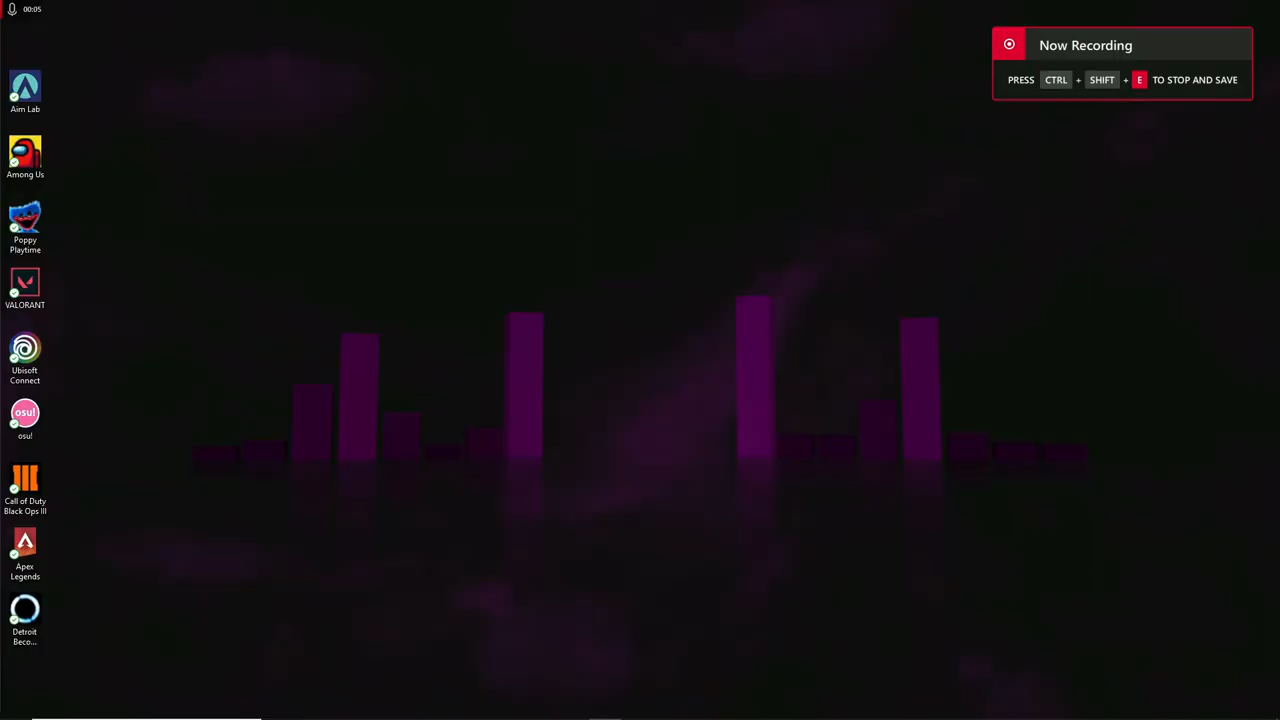 00:05
Now Recording
PRESS CTRL + SHIFT + E TO STOP AND SAVE
Aim Lab
Among Us
Poppy
Playtime
VALORANT
Ubisoft
Connect
osu!
osu!
Call of Duty
Black Ops III
Apex
Legends
Detroit
Beco...